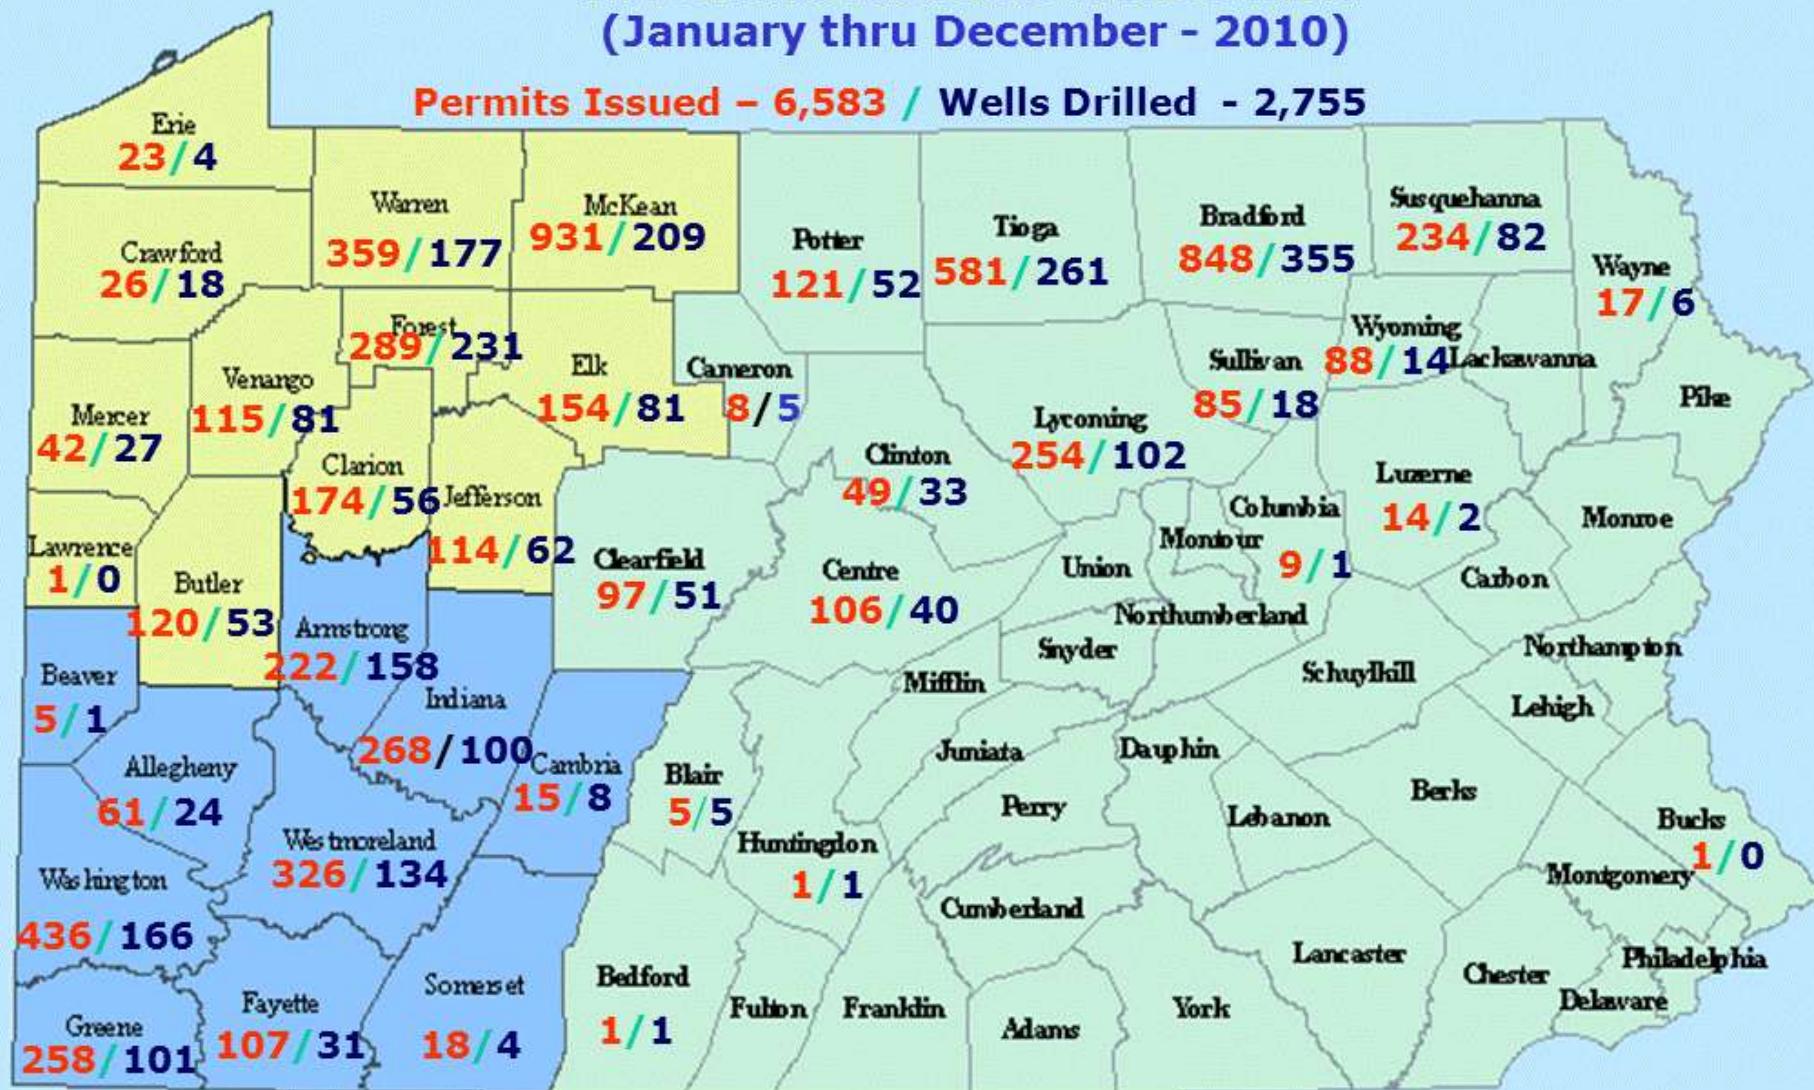 (January thru December - 2010)
Permits Issued – 6,583 / Wells Drilled - 2,755
Erie
23/4
Crawford
26/18
Warren
359/177
McKean
931/209
Potter
121/52
Tioga
581/261
Bradford
848/355
Susquehanna
234/82
Wayne
17/6
Forest
289/231
Elk
154/81
Cameron
8/5
Sullivan
85/18
Wyoming
88/14
Lackawanna
Pike
Mercer
42/27
Venango
115/81
Clarion
174/56
Jefferson
114/62
Clinton
49/33
Lycoming
254/102
Columbia
9/1
Luzerne
14/2
Monroe
Lawrence
1/0
Butler
120/53
Clearfield
97/51
Centre
106/40
Union
Montour
Carbon
Northumberland
Snyder
Beaver
5/1
Armstrong
222/158
Indiana
268/100
Mifflin
Schuylkill
Northampton
Lehigh
Allegheny
61/24
Cambria
15/8
Blair
5/5
Juniata
Dauphin
Perry
Lebanon
Berks
Bucks
1/0
Westmoreland
326/134
Huntingdon
1/1
Washington
436/166
Cumberland
Montgomery
Lancaster
Chester
Philadelphia
Delaware
Greene
258/101
Fayette
107/31
Somerset
18/4
Bedford
1/1
Fulton
Franklin
Adams
York